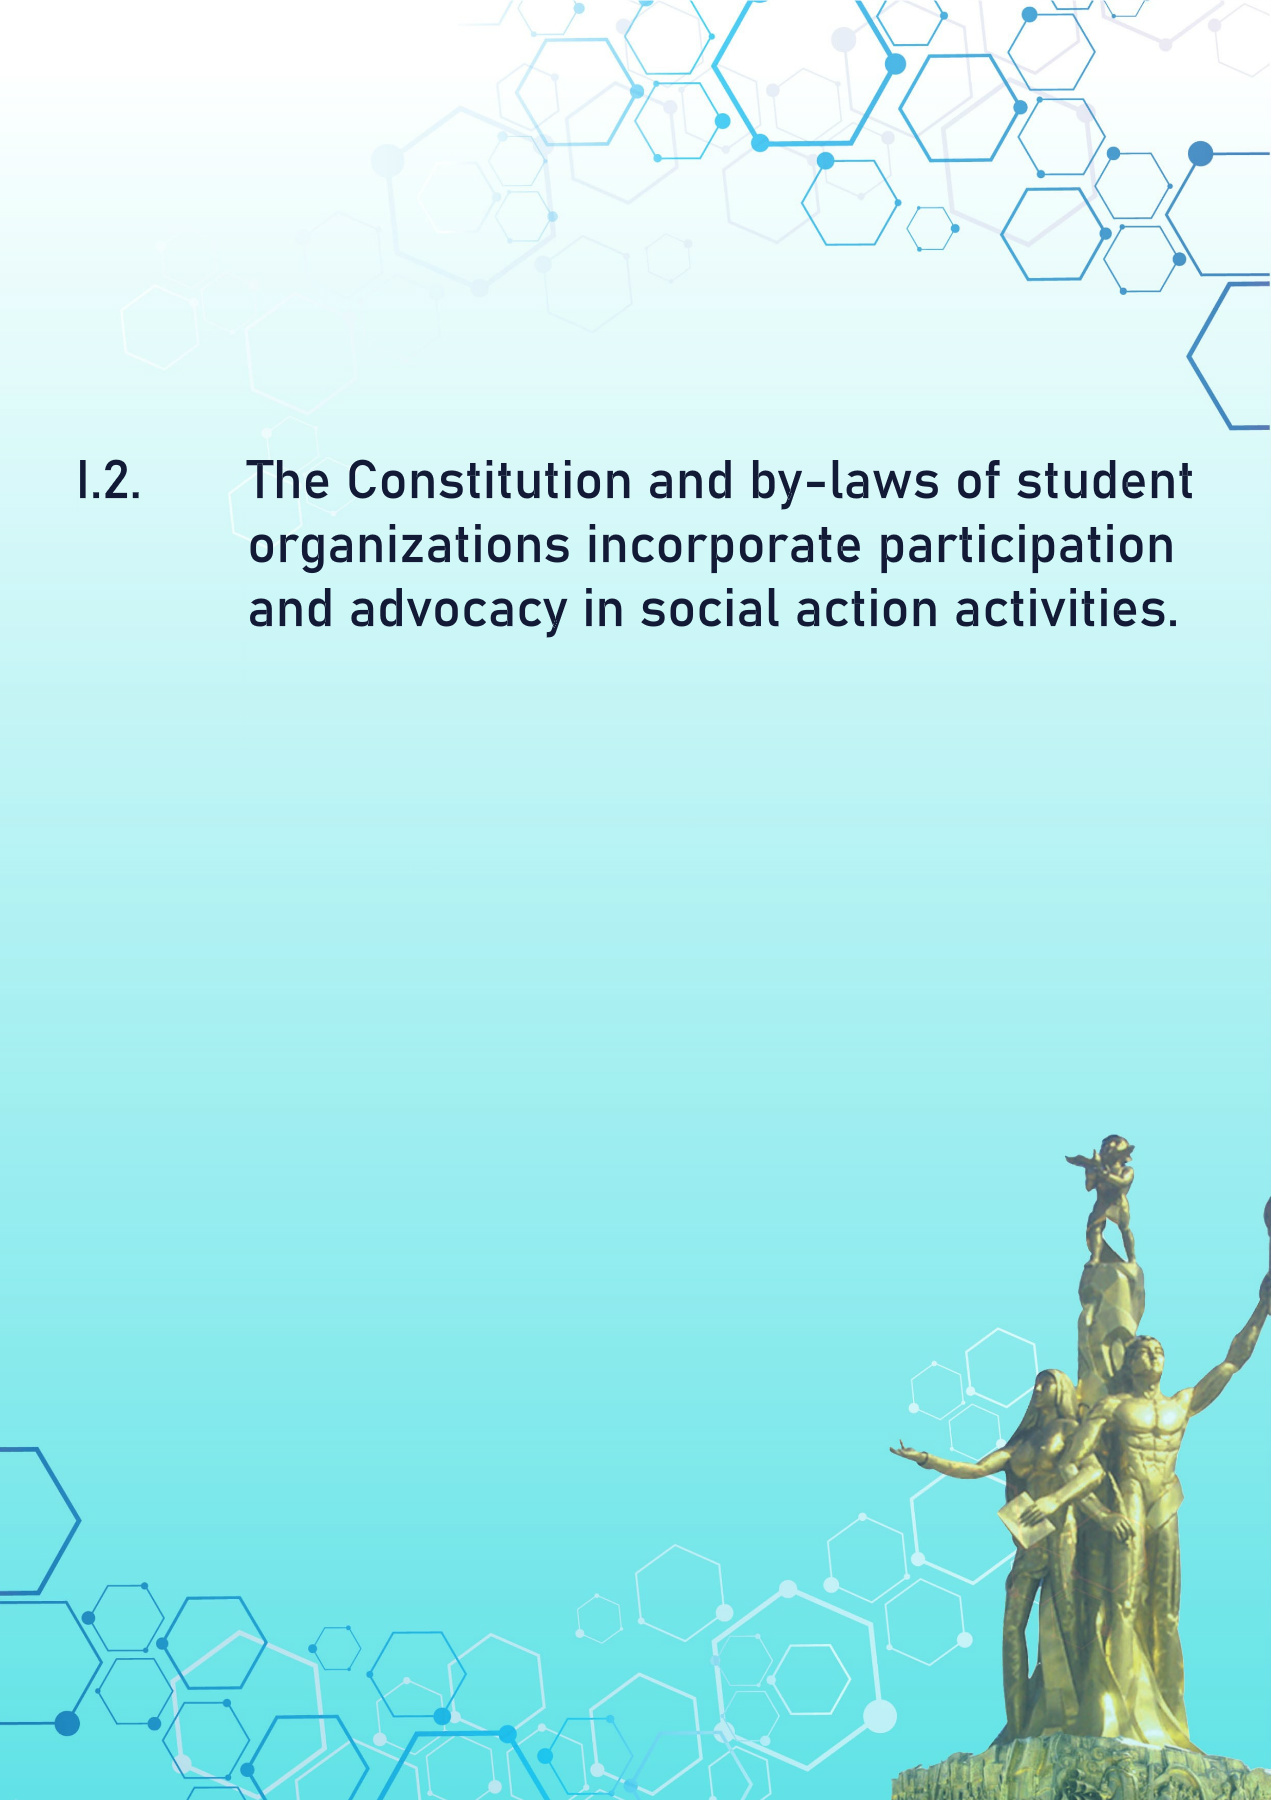 I.2. The Constitution and by-laws of student
organizations incorporate participation
and advocacy in social action activities.